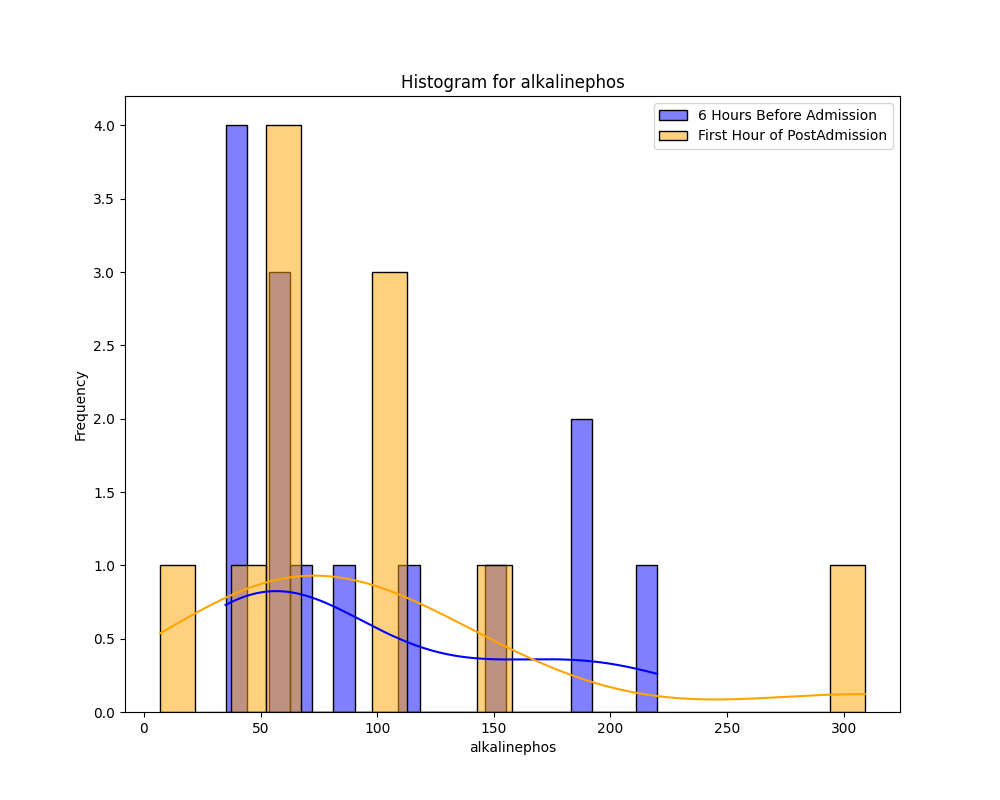 Histogram for alkalinephos
6 Hours Before Admission
First Hour of PostAdmission
Frequency
4.0
3.5
3.0
2.5
2.0
1.5
1.0
0.5
0.0
0 50 100 150 200 250 300
alkalinephos